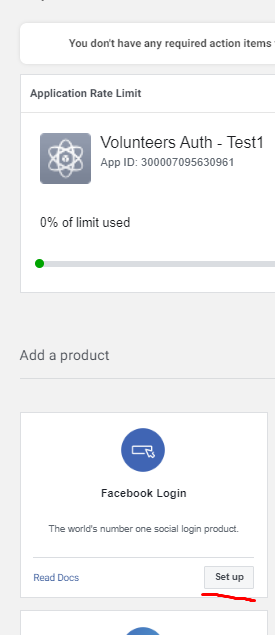 You don't have any required action items
Application Rate Limit
Volunteers Auth - Test1
App ID: 300007095630961
0% of limit used
Add a product
Facebook Login
The world's number one social login product.
Read Docs
Set up